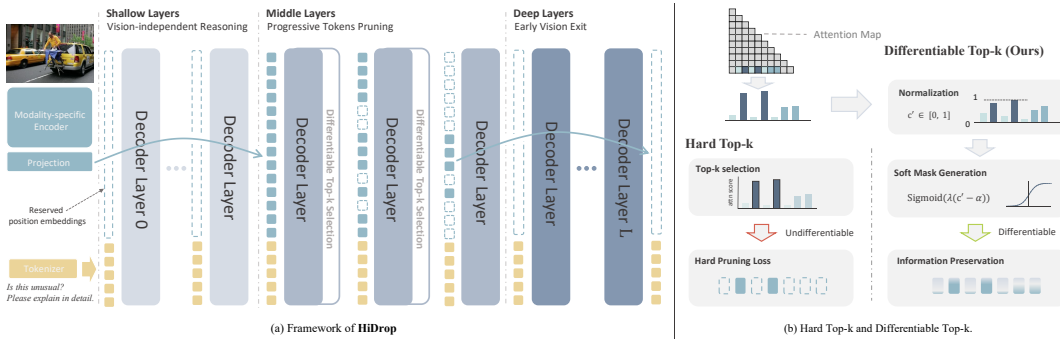 Shallow Layers
Vision-independent Reasoning
Middle Layers
Progressive Tokens Pruning
Deep Layers
Early Vision Exit
Modality-specific
Encoder
Projection
Reserved
position embeddings
Tokenizer
Is this unusual?
Please explain in detail.
Decoder Layer 0
Decoder Layer
Decoder Layer
Differentiable Top-k Selection
Decoder Layer
Differentiable Top-k Selection
Decoder Layer
Decoder Layer
Decoder Layer L
(a) Framework of HiDrop
Attention Map
Differentiable Top-k (Ours)
Normalization
c′ ∈ [0, 1]
1
0
Hard Top-k
Top-k selection
attn score
Soft Mask Generation
Sigmoid(λ(c′ − α))
Undifferentiable
Differentiable
Hard Pruning Loss
Information Preservation
(b) Hard Top-k and Differentiable Top-k.